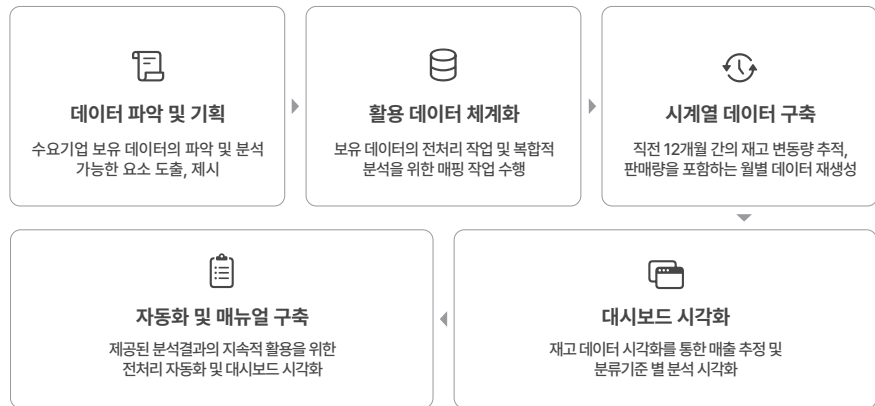 데이터 파악 및 기획
수요기업 보유 데이터의 파악 및 분석
가능한 요소 도출, 제시
활용 데이터 체계화
보유 데이터의 전처리 작업 및 복합적
분석을 위한 매핑 작업 수행
시계열 데이터 구축
직전 12개월 간의 재고 변동량 추적,
판매량을 포함하는 월별 데이터 재생성
대시보드 시각화
재고 데이터 시각화를 통한 매출 추정 및
분류기준 별 분석 시각화
자동화 및 매뉴얼 구축
제공된 분석결과의 지속적 활용을 위한
전처리 자동화 및 대시보드 시각화